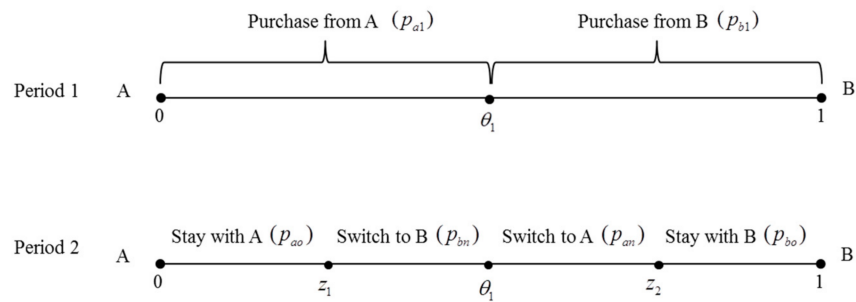 Purchase from A (p_{a1}) Purchase from B (p_{b1})
Period 1 A B
0 θ_1 1
Stay with A (p_{ao}) Switch to B (p_{bn}) Switch to A (p_{an}) Stay with B (p_{bo})
Period 2 A B
0 z_1 θ_1 z_2 1